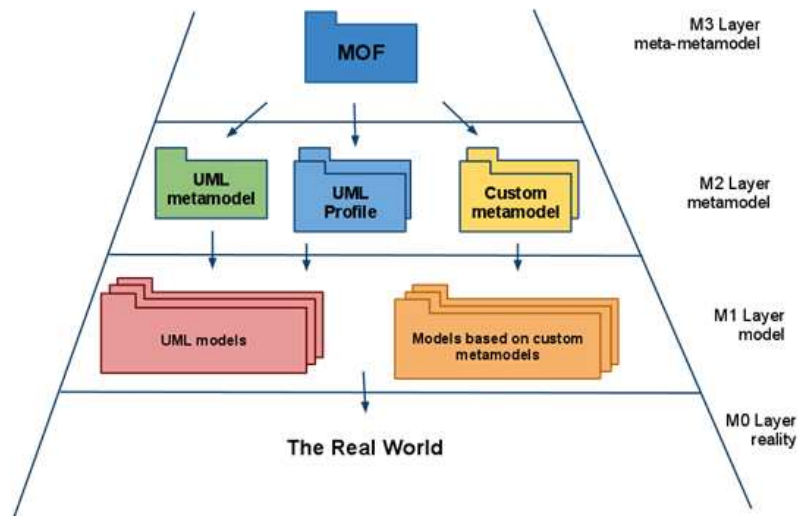 M3 Layer
meta-metamodel
MOF
UML
metamodel
UML
Profile
Custom
metamodel
M2 Layer
metamodel
UML models
Models based on custom
metamodels
M1 Layer
model
The Real World
M0 Layer
reality